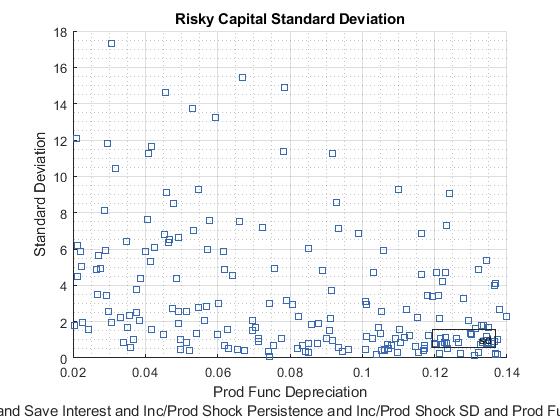 Risky Capital Standard Deviation
18
16
14
12
10
8
6
4
2
0
Standard Deviation
0.02 0.04 0.06 0.08 0.1 0.12 0.14
Prod Func Depreciation
and Save Interest and Inc/Prod Shock Persistence and Inc/Prod Shock SD and Prod Fu